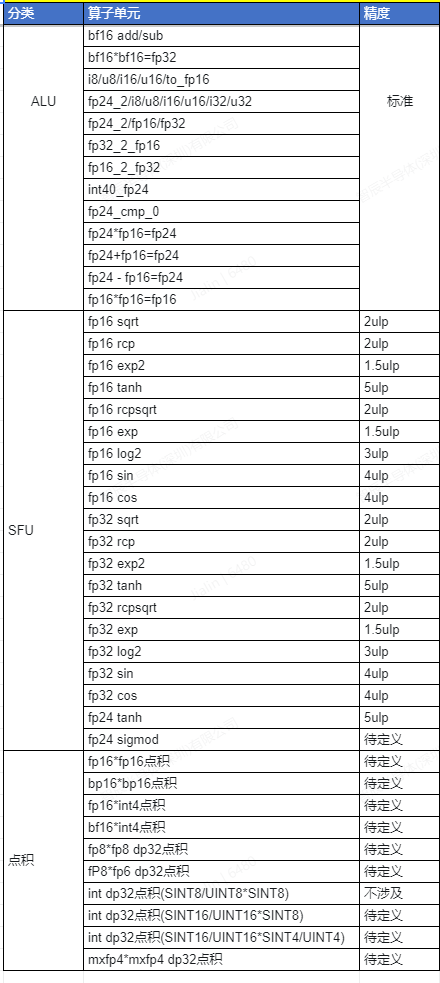 分类 算子单元 精度
ALU bf16 add/sub 标准
bf16*bf16=fp32
i8/u8/i16/u16/to_fp16
fp24_2/i8/u8/i16/u16/i32/u32
fp24_2/fp16/fp32
fp32_2_fp16
fp16_2_fp32
int40_fp24
fp24_cmp_0
fp24*fp16=fp24
fp24+fp16=fp24
fp24 - fp16=fp24
fp16*fp16=fp16
SFU fp16 sqrt 2ulp
fp16 rcp 2ulp
fp16 exp2 1.5ulp
fp16 tanh 5ulp
fp16 rcpsqrt 2ulp
fp16 exp 1.5ulp
fp16 log2 3ulp
fp16 sin 4ulp
fp16 cos 4ulp
fp32 sqrt 2ulp
fp32 rcp 2ulp
fp32 exp2 1.5ulp
fp32 tanh 5ulp
fp32 rcpsqrt 2ulp
fp32 exp 1.5ulp
fp32 log2 3ulp
fp32 sin 4ulp
fp32 cos 4ulp
fp24 tanh 5ulp
fp24 sigmod 待定义
点积 fp16*fp16点积 待定义
bp16*bp16点积 待定义
fp16*int4点积 待定义
bf16*int4点积 待定义
fp8*fp8 dp32点积 待定义
fP8*fp6 dp32点积 待定义
int dp32点积(SINT8/UINT8*SINT8) 不涉及
int dp32点积(SINT16/UINT16*SINT8) 待定义
int dp32点积(SINT16/UINT16*SINT4/UINT4) 待定义
mxfp4*mxfp4 dp32点积 待定义